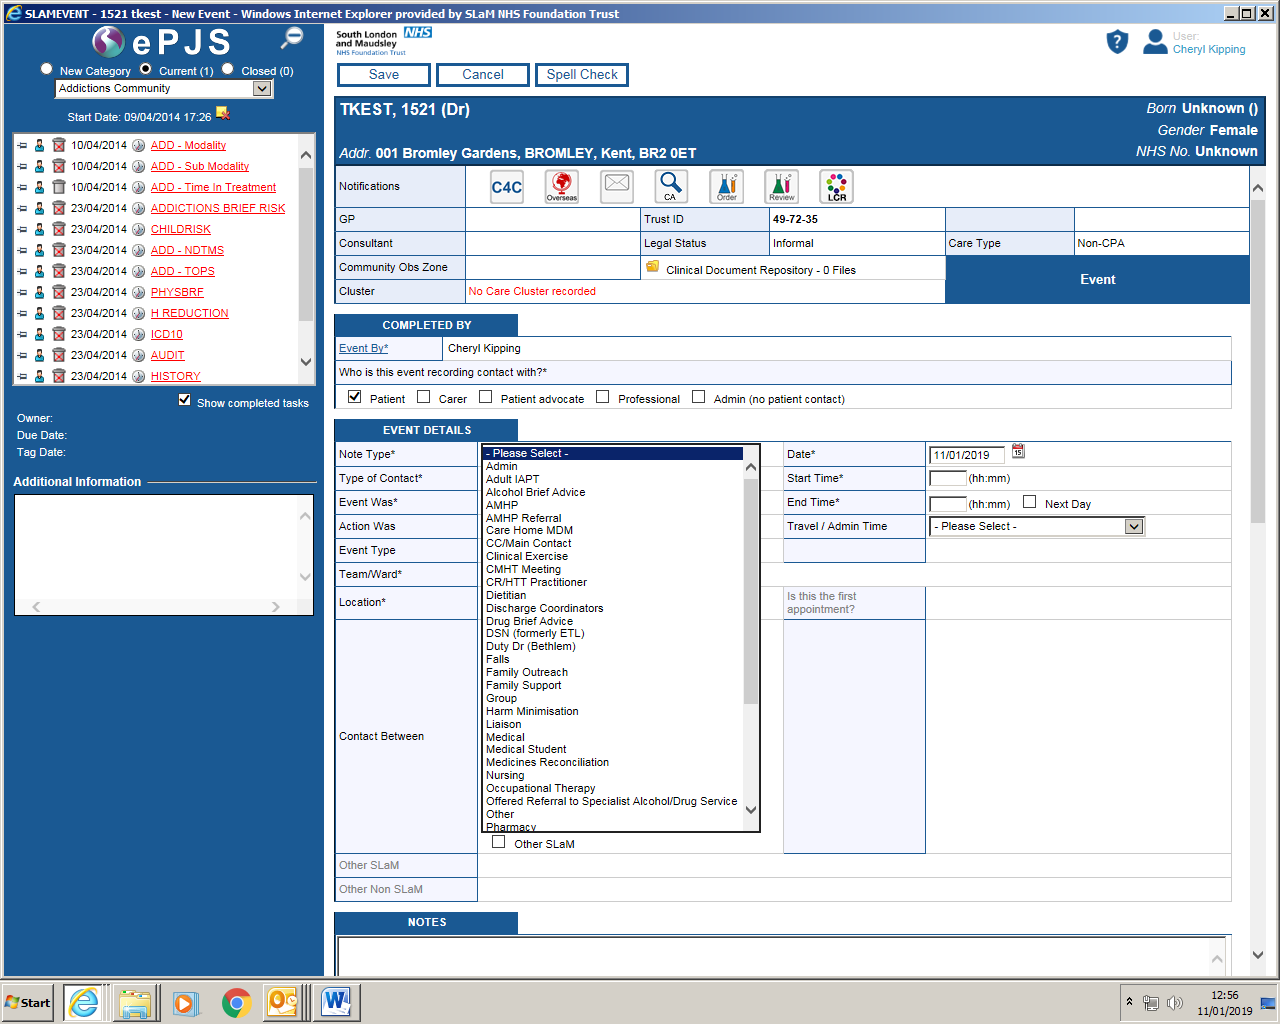 SLAMEVENT - 1521 tkest - New Event - Windows Internet Explorer provided by SLaM NHS Foundation Trust
ePJS
New Category Current (1) Closed (0)
Addictions Community
Start Date: 09/04/2014 17:26
10/04/2014 ADD - Modality
10/04/2014 ADD - Sub Modality
10/04/2014 ADD - Time In Treatment
23/04/2014 ADDICTIONS BRIEF RISK
23/04/2014 CHILDRISK
23/04/2014 ADD - NDTMS
23/04/2014 ADD - TOPS
23/04/2014 PHYSBRF
23/04/2014 H REDUCTION
23/04/2014 ICD10
23/04/2014 AUDIT
23/04/2014 HISTORY
Show completed tasks
Owner:
Due Date:
Tag Date:
Additional Information
South London NHS
and Maudsley
NHS Foundation Trust
User:
Cheryl Kipping
Save Cancel Spell Check
TKEST, 1521 (Dr) Born Unknown ()
Gender Female
Addr. 001 Bromley Gardens, BROMLEY, Kent, BR2 0ET NHS No. Unknown
Notifications C4C Overseas CA Order Review LCR
GP Trust ID 49-72-35
Consultant Legal Status Informal Care Type Non-CPA
Community Obs Zone Clinical Document Repository - 0 Files
Event
Cluster No Care Cluster recorded
COMPLETED BY
Event By* Cheryl Kipping
Who is this event recording contact with?*
Patient Carer Patient advocate Professional Admin (no patient contact)
EVENT DETAILS
Note Type*
Type of Contact*
Event Was*
Action Was
Event Type
Team/Ward*
Location*
Contact Between
- Please Select -
Admin
Adult IAPT
Alcohol Brief Advice
AMHP
AMHP Referral
Care Home MDM
CC/Main Contact
Clinical Exercise
CMHT Meeting
CR/HTT Practitioner
Dietitian
Discharge Coordinators
Drug Brief Advice
DSN (formerly ETL)
Duty Dr (Bethlem)
Falls
Family Outreach
Family Support
Group
Harm Minimisation
Liaison
Medical
Medical Student
Medicines Reconciliation
Nursing
Occupational Therapy
Offered Referral to Specialist Alcohol/Drug Service
Other
Pharmacy
Other SLaM
Date* 11/01/2019 15
Start Time* (hh:mm)
End Time* (hh:mm) Next Day
Travel / Admin Time - Please Select -
Is this the first
appointment?
Other SLaM
Other Non SLaM
NOTES
Start
12:56
11/01/2019